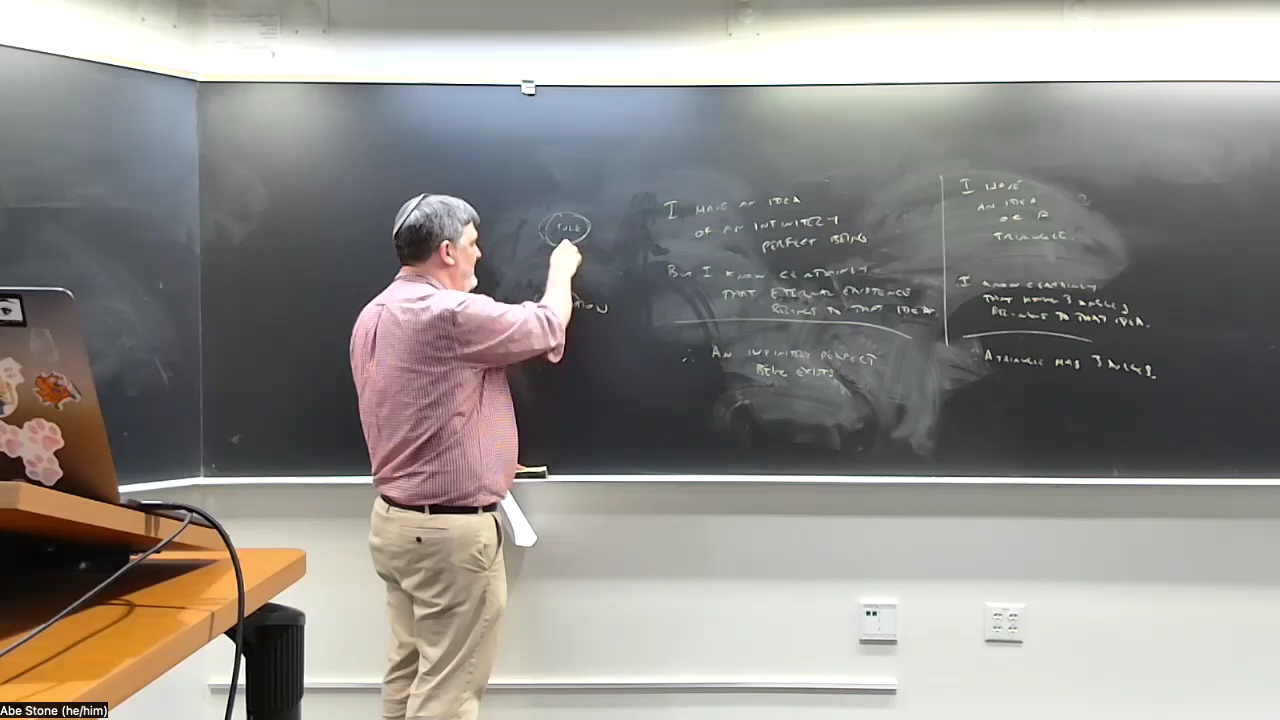 RULE
TION
I HAVE AN IDEA
OF AN INFINITELY
PERFECT BEING
BUT I KNOW CLEARLY
THAT ETERNAL EXISTENCE
BELONGS TO THAT IDEA.
∴ AN INFINITELY PERFECT
BEING EXISTS
I HAVE
AN IDEA
OF A
TRIANGLE.
I KNOW CLEARLY
THAT HAVING 3 ANGLES
BELONGS TO THAT IDEA.
∴ A TRIANGLE HAS 3 ANGLES.
Abe Stone (he/him)